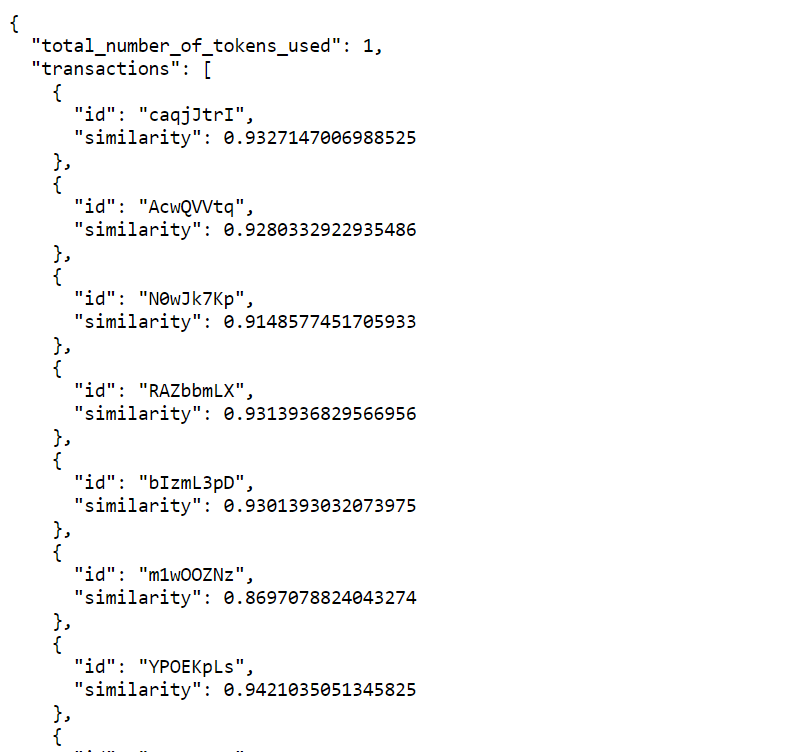 {
  "total_number_of_tokens_used": 1,
  "transactions": [
    {
      "id": "caqjJtrI",
      "similarity": 0.9327147006988525
    },
    {
      "id": "AcwQVVtq",
      "similarity": 0.9280332922935486
    },
    {
      "id": "N0wJk7Kp",
      "similarity": 0.9148577451705933
    },
    {
      "id": "RAZbbmLX",
      "similarity": 0.9313936829566956
    },
    {
      "id": "bIzmL3pD",
      "similarity": 0.9301393032073975
    },
    {
      "id": "m1wOOZNz",
      "similarity": 0.8697078824043274
    },
    {
      "id": "YPOEKpLs",
      "similarity": 0.9421035051345825
    },
    {